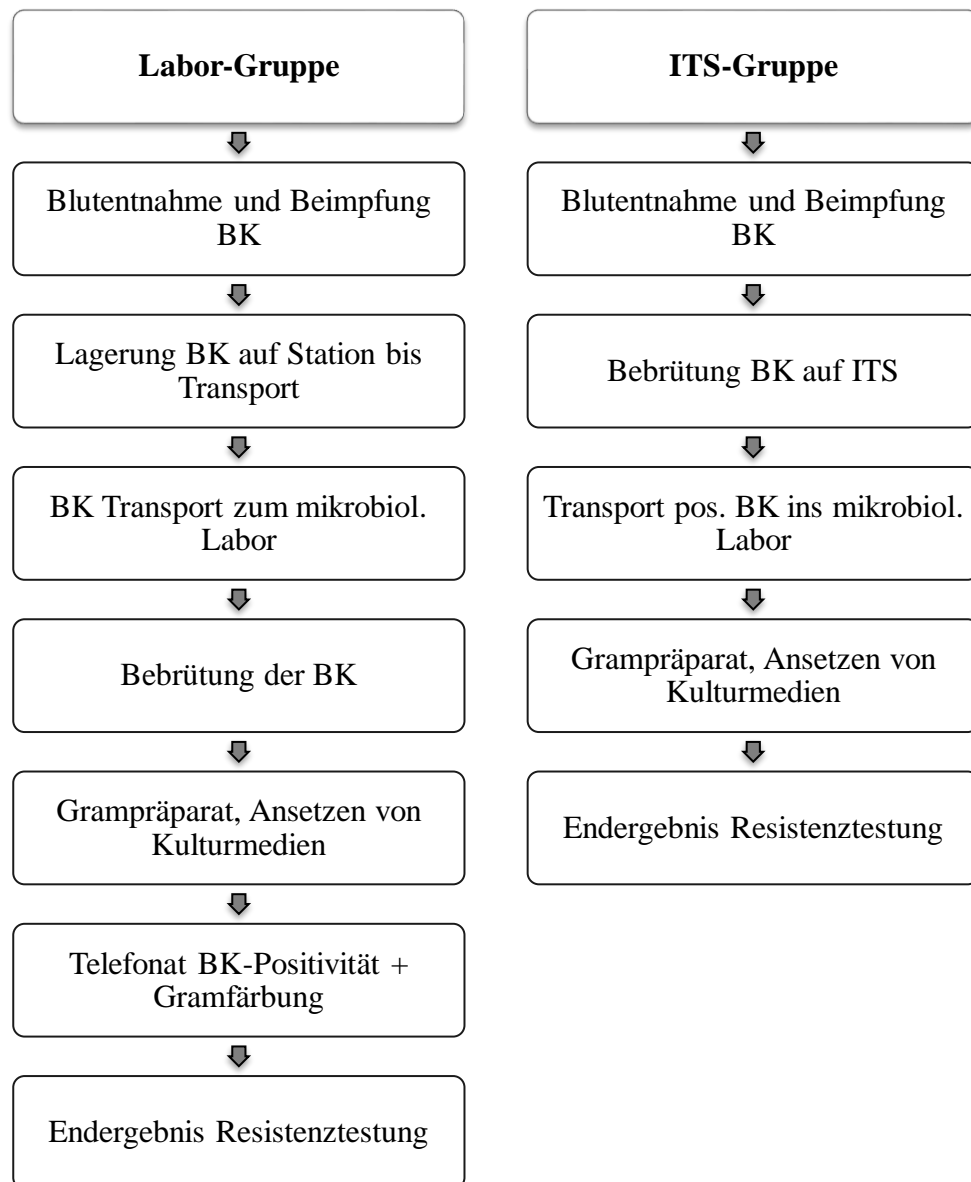 Labor-Gruppe
Blutentnahme und Beimpfung
BK
Lagerung BK auf Station bis
Transport
BK Transport zum mikrobiol.
Labor
Bebrütung der BK
Grampräparat, Ansetzen von
Kulturmedien
Telefonat BK-Positivität +
Gramfärbung
Endergebnis Resistenztestung
ITS-Gruppe
Blutentnahme und Beimpfung
BK
Bebrütung BK auf ITS
Transport pos. BK ins mikrobiol.
Labor
Grampräparat, Ansetzen von
Kulturmedien
Endergebnis Resistenztestung